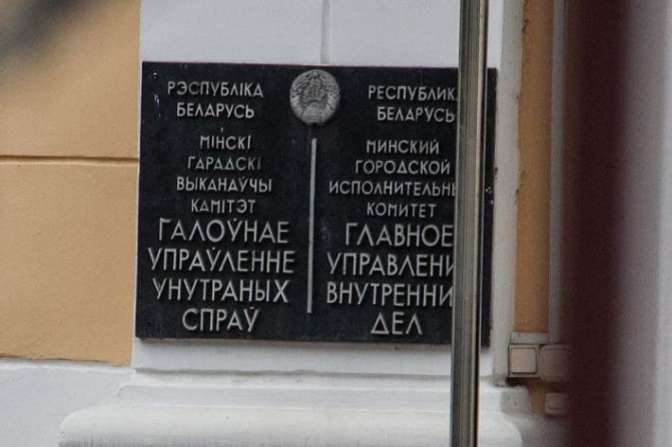 РЭСПУБЛІКА
БЕЛАРУСЬ
МІНСКІ
ГАРАДСКІ
ВЫКАНАЎЧЫ
КАМІТЭТ
ГАЛОЎНАЕ
УПРАЎЛЕННЕ
УНУТРАНЫХ
СПРАЎ
РЕСПУБЛИКА
БЕЛАРУСЬ
МИНСКИЙ
ГОРОДСКОЙ
ИСПОЛНИТЕЛЬНЫ
КОМИТЕТ
ГЛАВНОЕ
УПРАВЛЕНИ
ВНУТРЕННИ
ДЕЛ